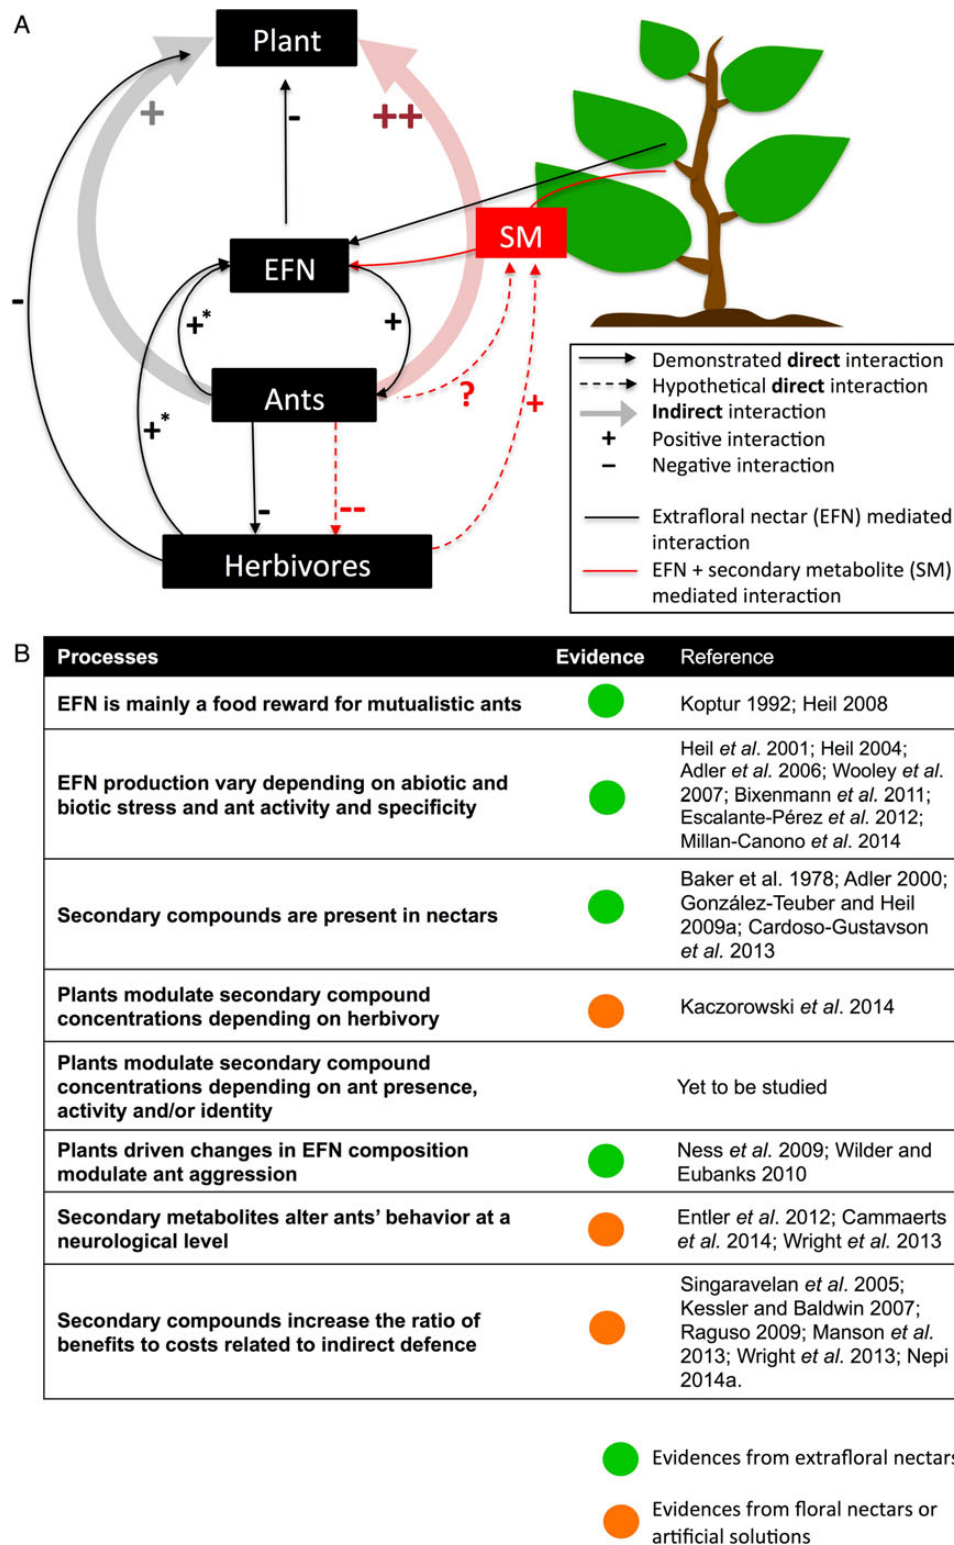 A
Plant
+
++
-
SM
EFN
-
+*
+
Ants
?
+
+*
-
--
Herbivores
Demonstrated direct interaction
Hypothetical direct interaction
Indirect interaction
+ Positive interaction
– Negative interaction
Extrafloral nectar (EFN) mediated
interaction
EFN + secondary metabolite (SM)
mediated interaction
B
Processes Evidence Reference
EFN is mainly a food reward for mutualistic ants Koptur 1992; Heil 2008
EFN production vary depending on abiotic and
biotic stress and ant activity and specificity
Heil et al. 2001; Heil 2004;
Adler et al. 2006; Wooley et al.
2007; Bixenmann et al. 2011;
Escalante-Pérez et al. 2012;
Millan-Canono et al. 2014
Secondary compounds are present in nectars
Baker et al. 1978; Adler 2000;
González-Teuber and Heil
2009a; Cardoso-Gustavson
et al. 2013
Plants modulate secondary compound
concentrations depending on herbivory
Kaczorowski et al. 2014
Plants modulate secondary compound
concentrations depending on ant presence,
activity and/or identity
Yet to be studied
Plants driven changes in EFN composition
modulate ant aggression
Ness et al. 2009; Wilder and
Eubanks 2010
Secondary metabolites alter ants' behavior at a
neurological level
Entler et al. 2012; Cammaerts
et al. 2014; Wright et al. 2013
Secondary compounds increase the ratio of
benefits to costs related to indirect defence
Singaravelan et al. 2005;
Kessler and Baldwin 2007;
Raguso 2009; Manson et al.
2013; Wright et al. 2013; Nepi
2014a.
Evidences from extrafloral nectars
Evidences from floral nectars or
artificial solutions